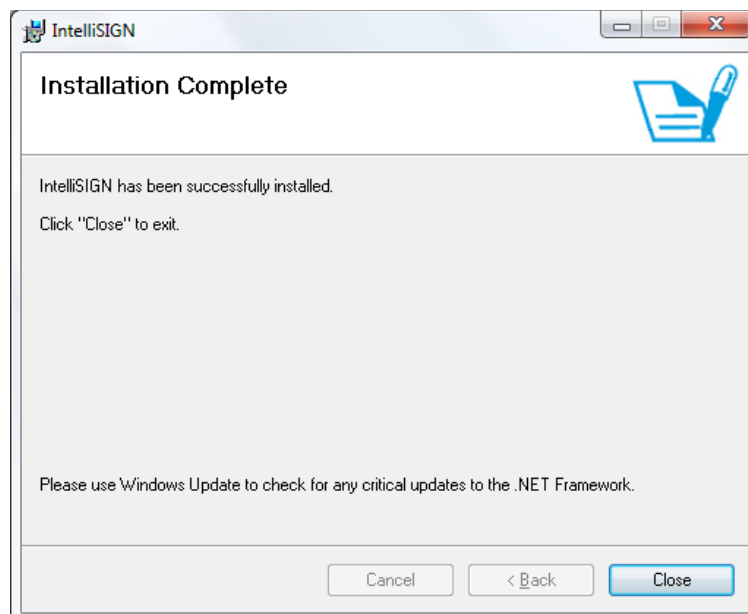 IntelliSIGN
Installation Complete
IntelliSIGN has been successfully installed.
Click "Close" to exit.
Please use Windows Update to check for any critical updates to the .NET Framework.
Cancel
< Back
Close